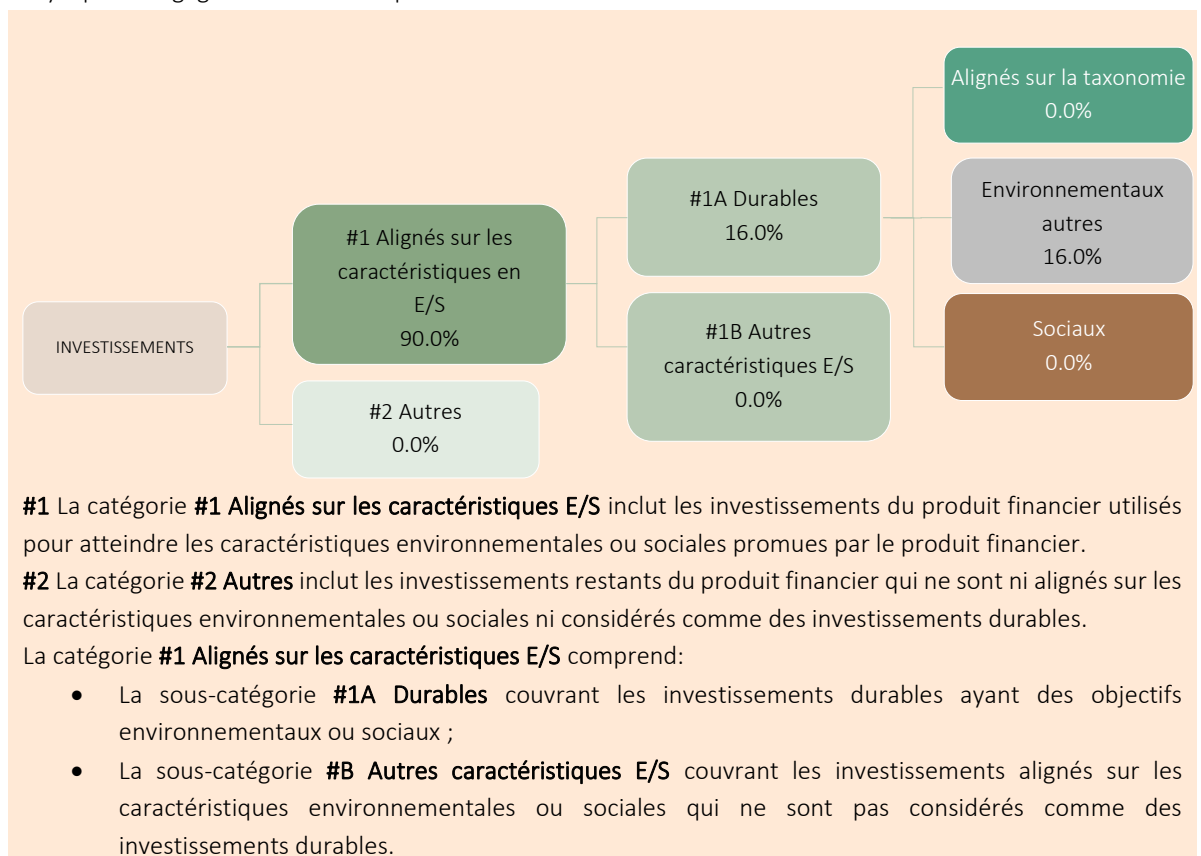 Alignés sur la taxonomie
0.0%
#1A Durables
16.0%
Environnementaux
autres
16.0%
#1 Alignés sur les
caractéristiques en
E/S
90.0%
INVESTISSEMENTS
#1B Autres
caractéristiques E/S
0.0%
Sociaux
0.0%
#2 Autres
0.0%
#1 La catégorie #1 Alignés sur les caractéristiques E/S inclut les investissements du produit financier utilisés
pour atteindre les caractéristiques environnementales ou sociales promues par le produit financier.
#2 La catégorie #2 Autres inclut les investissements restants du produit financier qui ne sont ni alignés sur les
caractéristiques environnementales ou sociales ni considérés comme des investissements durables.
La catégorie #1 Alignés sur les caractéristiques E/S comprend:
• La sous-catégorie #1A Durables couvrant les investissements durables ayant des objectifs
environnementaux ou sociaux ;
• La sous-catégorie #B Autres caractéristiques E/S couvrant les investissements alignés sur les
caractéristiques environnementales ou sociales qui ne sont pas considérés comme des
investissements durables.